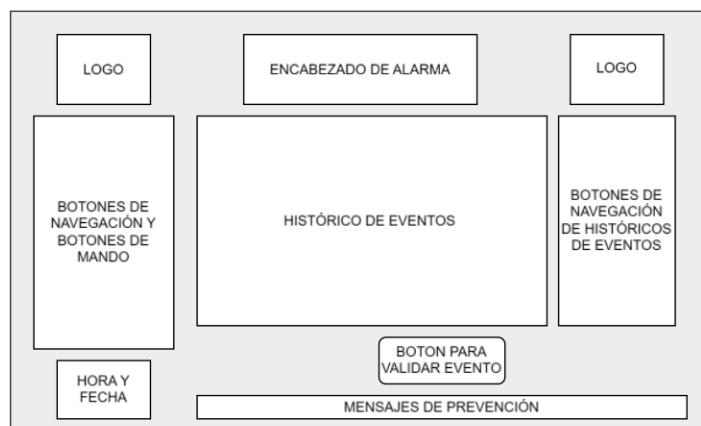 LOGO
ENCABEZADO DE ALARMA
LOGO
BOTONES DE
NAVEGACIÓN Y
BOTONES DE
MANDO
HISTÓRICO DE EVENTOS
BOTONES DE
NAVEGACIÓN
DE HISTÓRICOS
DE EVENTOS
BOTON PARA
VALIDAR EVENTO
HORA Y
FECHA
MENSAJES DE PREVENCIÓN